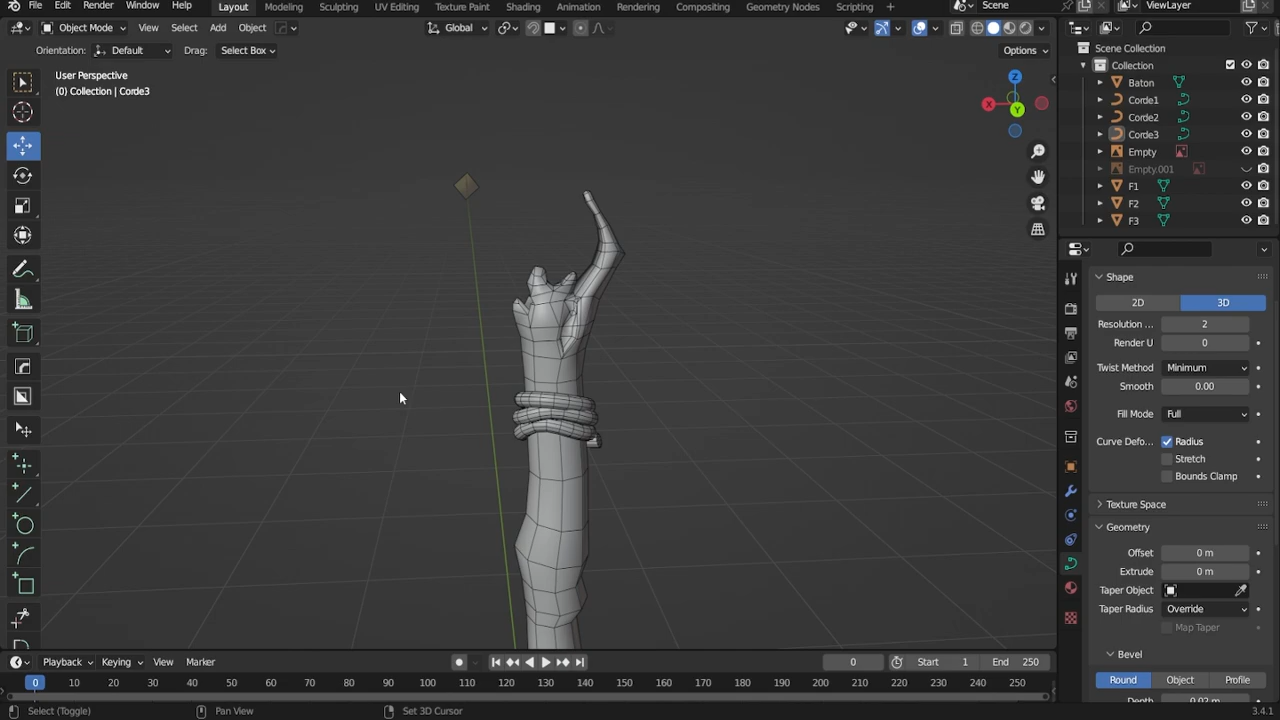 File Edit Render Window Help Layout Modeling Sculpting UV Editing Texture Paint Shading Animation Rendering Compositing Geometry Nodes Scripting + Scene ViewLayer
Object Mode View Select Add Object Global
Orientation: Default Drag: Select Box Options
User Perspective
(0) Collection | Corde3
Z
X
Y
Scene Collection
Collection
Baton
Corde1
Corde2
Corde3
Empty
Empty.001
F1
F2
F3
Shape
2D 3D
Resolution ... 2
Render U 0
Twist Method Minimum
Smooth 0.00
Fill Mode Full
Curve Defo... Radius
Stretch
Bounds Clamp
Texture Space
Geometry
Offset 0 m
Extrude 0 m
Taper Object
Taper Radius Override
Map Taper
Bevel
Round Object Profile
Depth 0.02 m
Playback Keying View Marker 0 Start 1 End 250
0 10 20 30 40 50 60 70 80 90 100 110 120 130 140 150 160 170 180 190 200 210 220 230 240 250
Select (Toggle) Pan View Set 3D Cursor 3.4.1